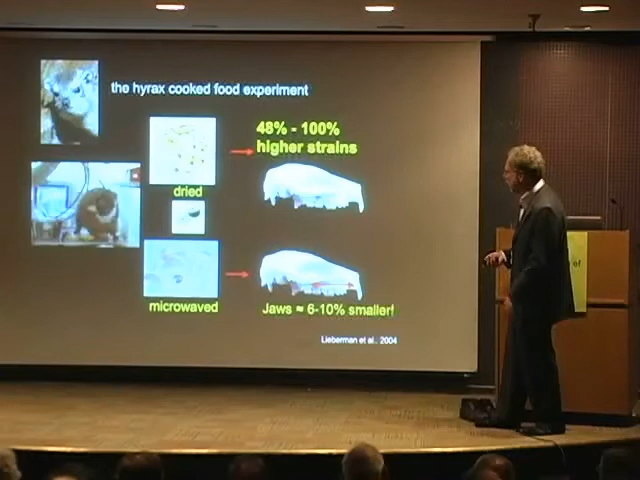 the hyrax cooked food experiment
48% - 100%
higher strains
dried
microwaved
Jaws ≈ 6-10% smaller!
Lieberman et al., 2004
of